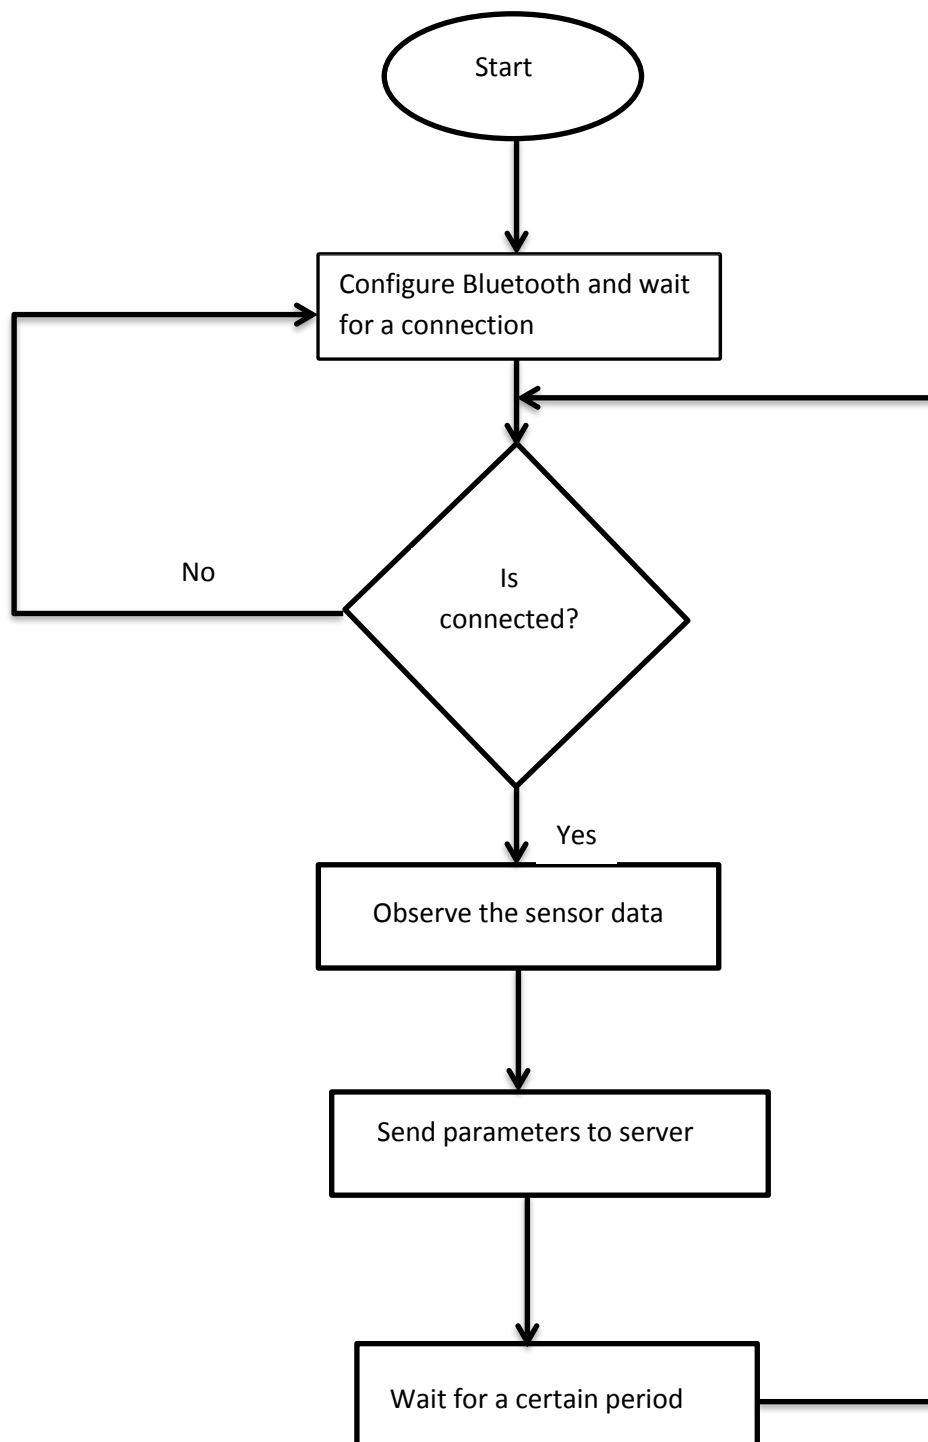 Start
Configure Bluetooth and wait
for a connection
No
Is
connected?
Yes
Observe the sensor data
Send parameters to server
Wait for a certain period